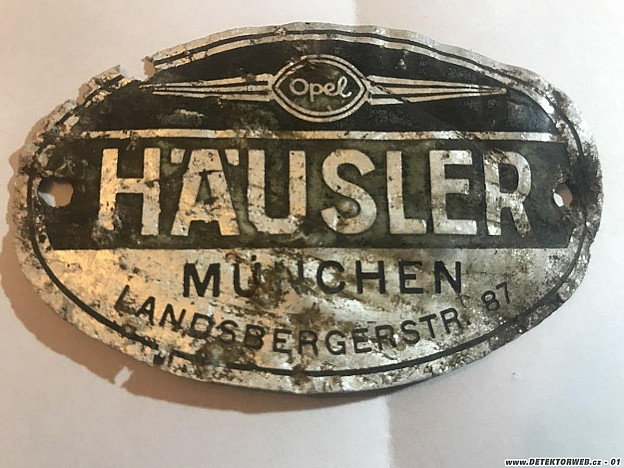 Opel
HÄUSLER
MÜNCHEN
LANDSBERGERSTR. 87
www.DETEKTORWEB.cz - 01